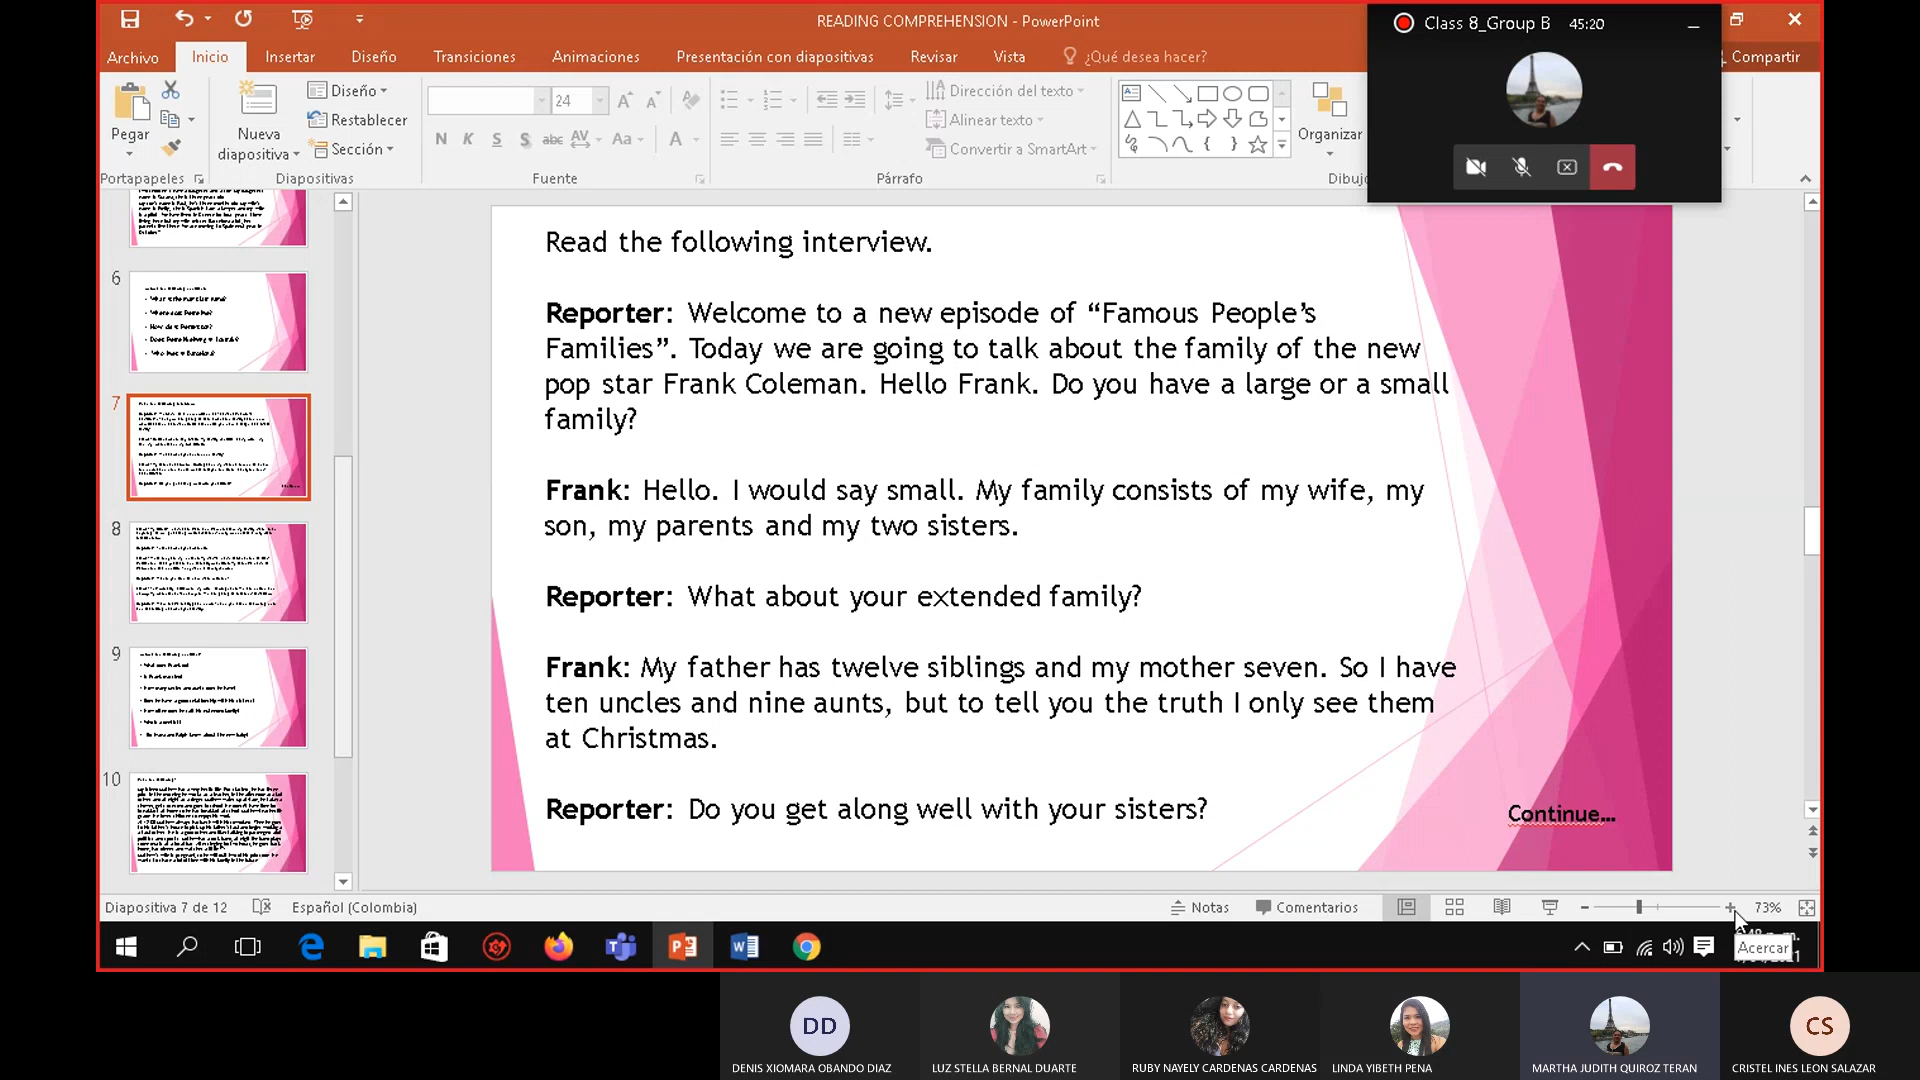 READING COMPREHENSION - PowerPoint
Class 8_Group B 45:20
Archivo Inicio Insertar Diseño Transiciones Animaciones Presentación con diapositivas Revisar Vista ¿Qué desea hacer? Compartir
Pegar
Nueva diapositiva
Diseño
Restablecer
Sección
24
N K S S abc AV Aa A
Dirección del texto
Alinear texto
Convertir a SmartArt
Organizar
Portapapeles Diapositivas Fuente Párrafo
6
7
8
9
10
Read the following interview.
Reporter: Welcome to a new episode of “Famous People’s
Families”. Today we are going to talk about the family of the new
pop star Frank Coleman. Hello Frank. Do you have a large or a small
family?
Frank: Hello. I would say small. My family consists of my wife, my
son, my parents and my two sisters.
Reporter: What about your extended family?
Frank: My father has twelve siblings and my mother seven. So I have
ten uncles and nine aunts, but to tell you the truth I only see them
at Christmas.
Reporter: Do you get along well with your sisters?
Continue...
Diapositiva 7 de 12 Español (Colombia) Notas Comentarios 73%
Acercar
DD
CS
DENIS XIOMARA OBANDO DIAZ
LUZ STELLA BERNAL DUARTE
RUBY NAYELY CARDENAS CARDENAS
LINDA YIBETH PENA
MARTHA JUDITH QUIROZ TERAN
CRISTEL INES LEON SALAZAR